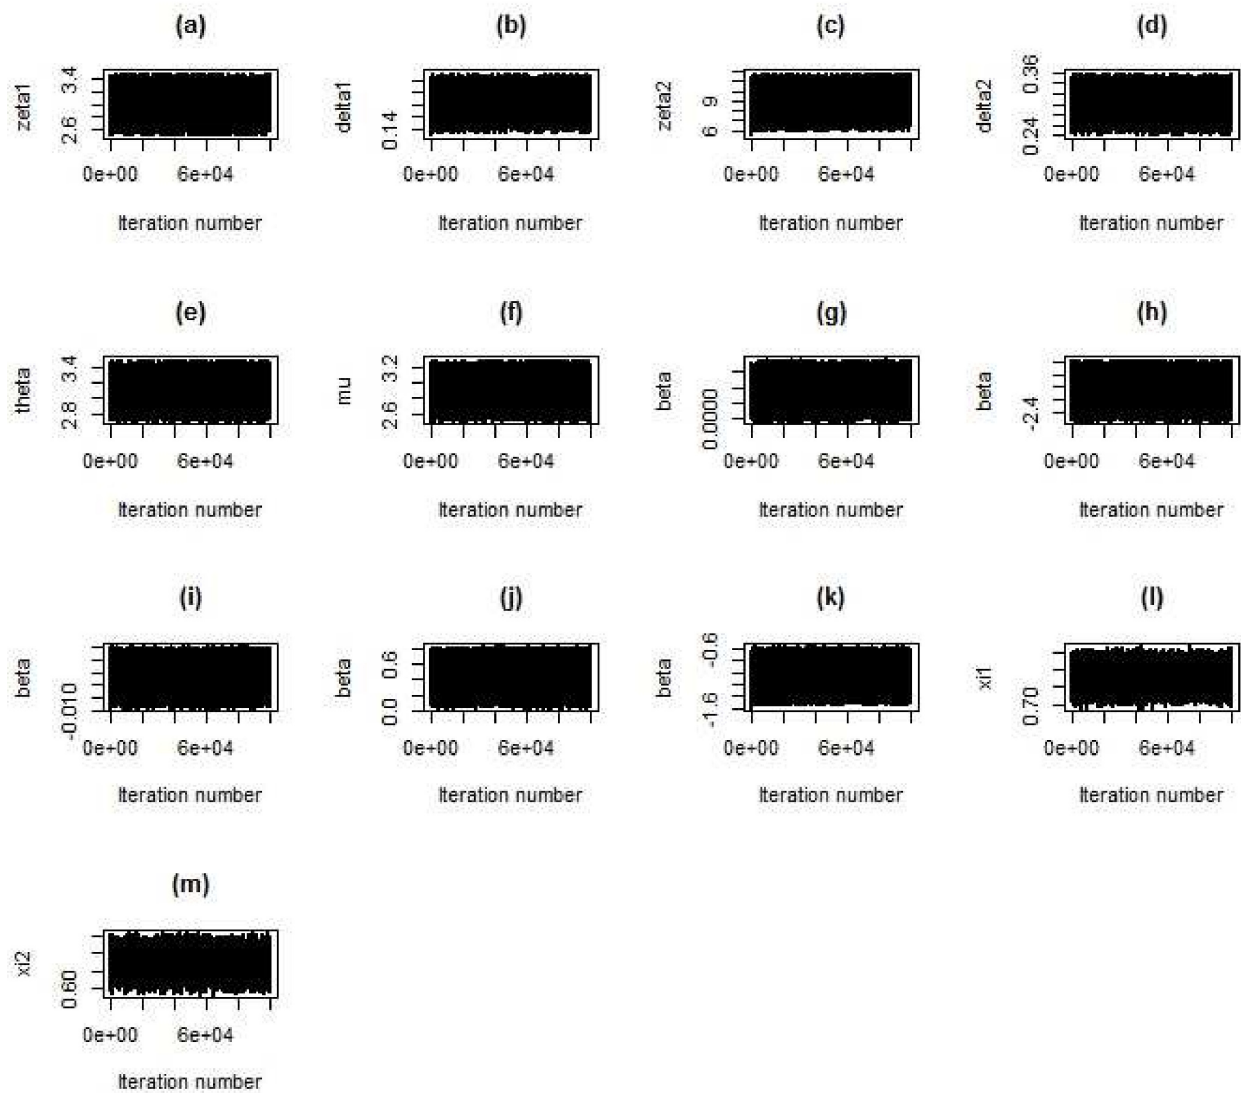 (a) (b) (c) (d)
zeta1 2.6 3.4 delta1 0.14 zeta2 6 9 delta2 0.24 0.36
0e+00 6e+04 0e+00 6e+04 0e+00 6e+04 0e+00 6e+04
Iteration number Iteration number Iteration number Iteration number
(e) (f) (g) (h)
theta 2.8 3.4 mu 2.6 3.2 beta 0.0000 beta -2.4
0e+00 6e+04 0e+00 6e+04 0e+00 6e+04 0e+00 6e+04
Iteration number Iteration number Iteration number Iteration number
(i) (j) (k) (l)
beta -0.010 beta 0.0 0.6 beta -1.6 -0.6 xi1 0.70
0e+00 6e+04 0e+00 6e+04 0e+00 6e+04 0e+00 6e+04
Iteration number Iteration number Iteration number Iteration number
(m)
xi2 0.60
0e+00 6e+04
Iteration number